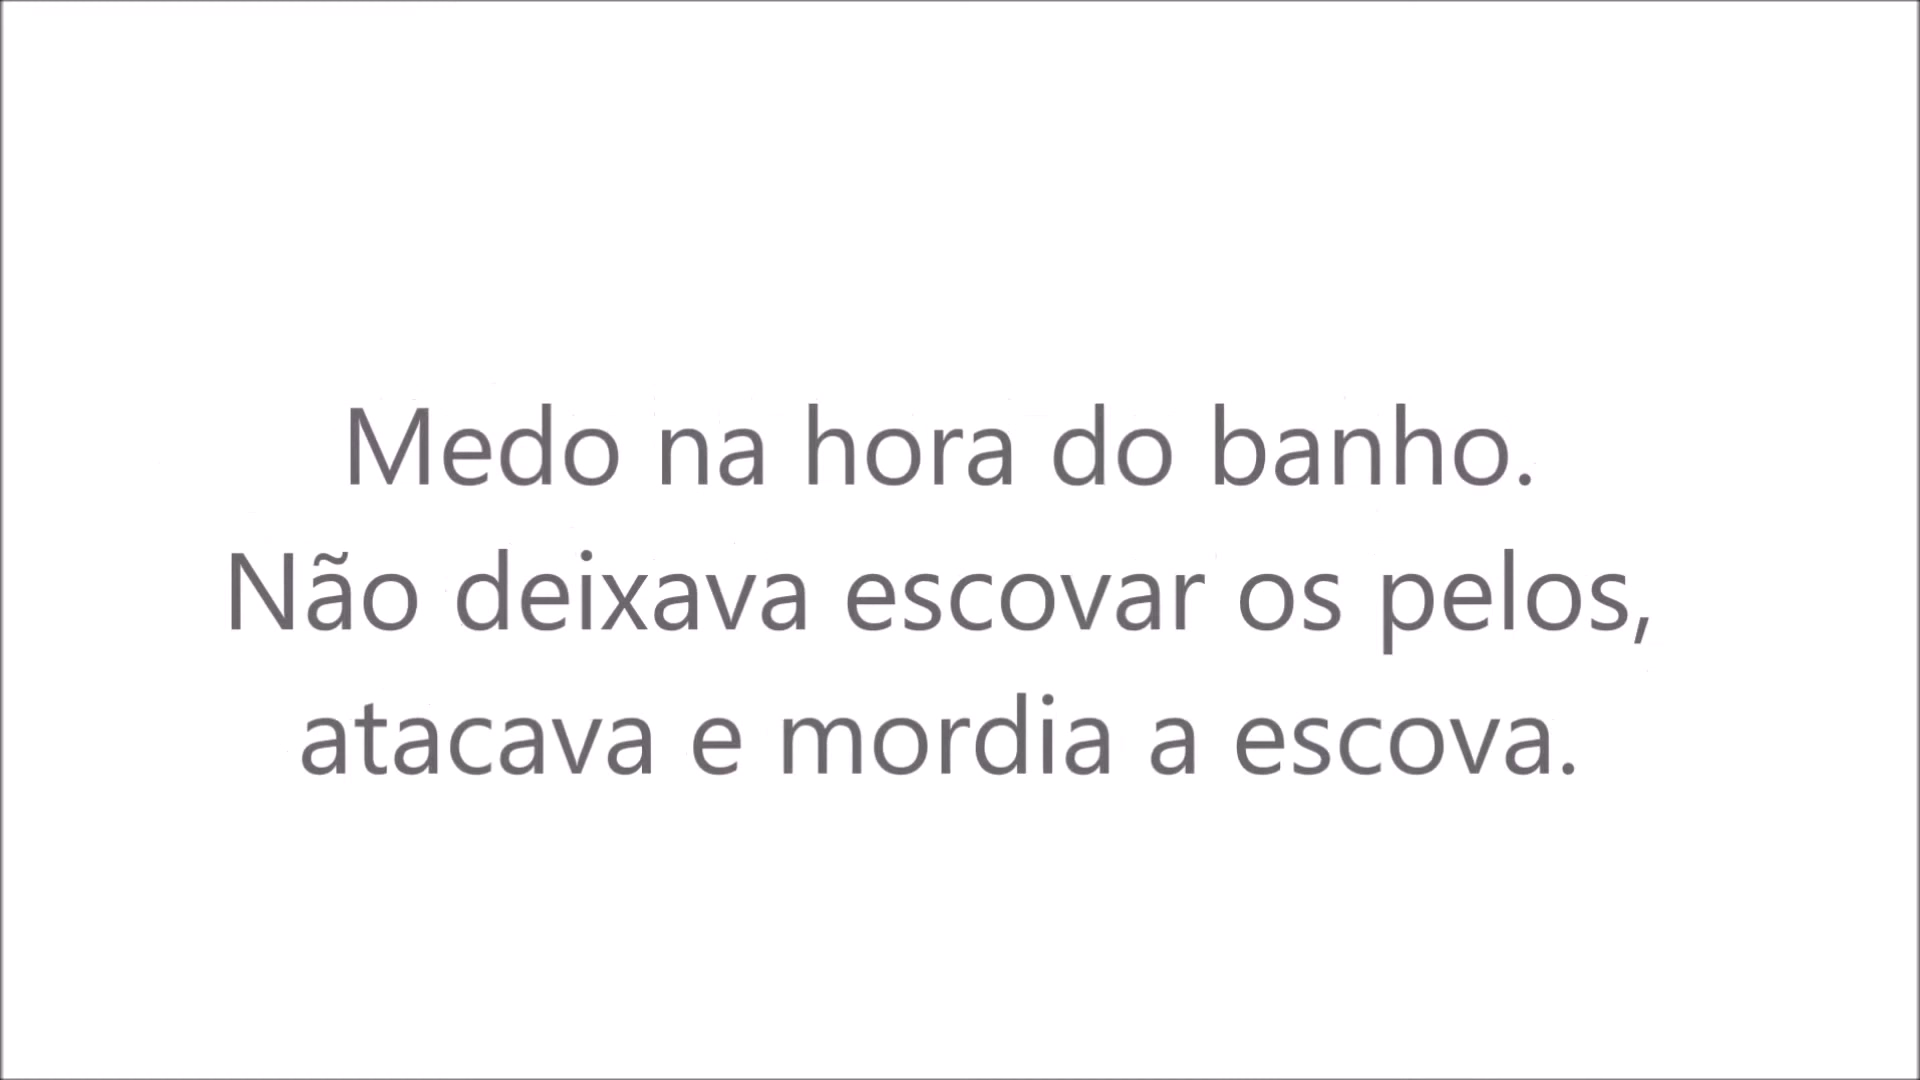 Medo na hora do banho.
Não deixava escovar os pelos,
atacava e mordia a escova.